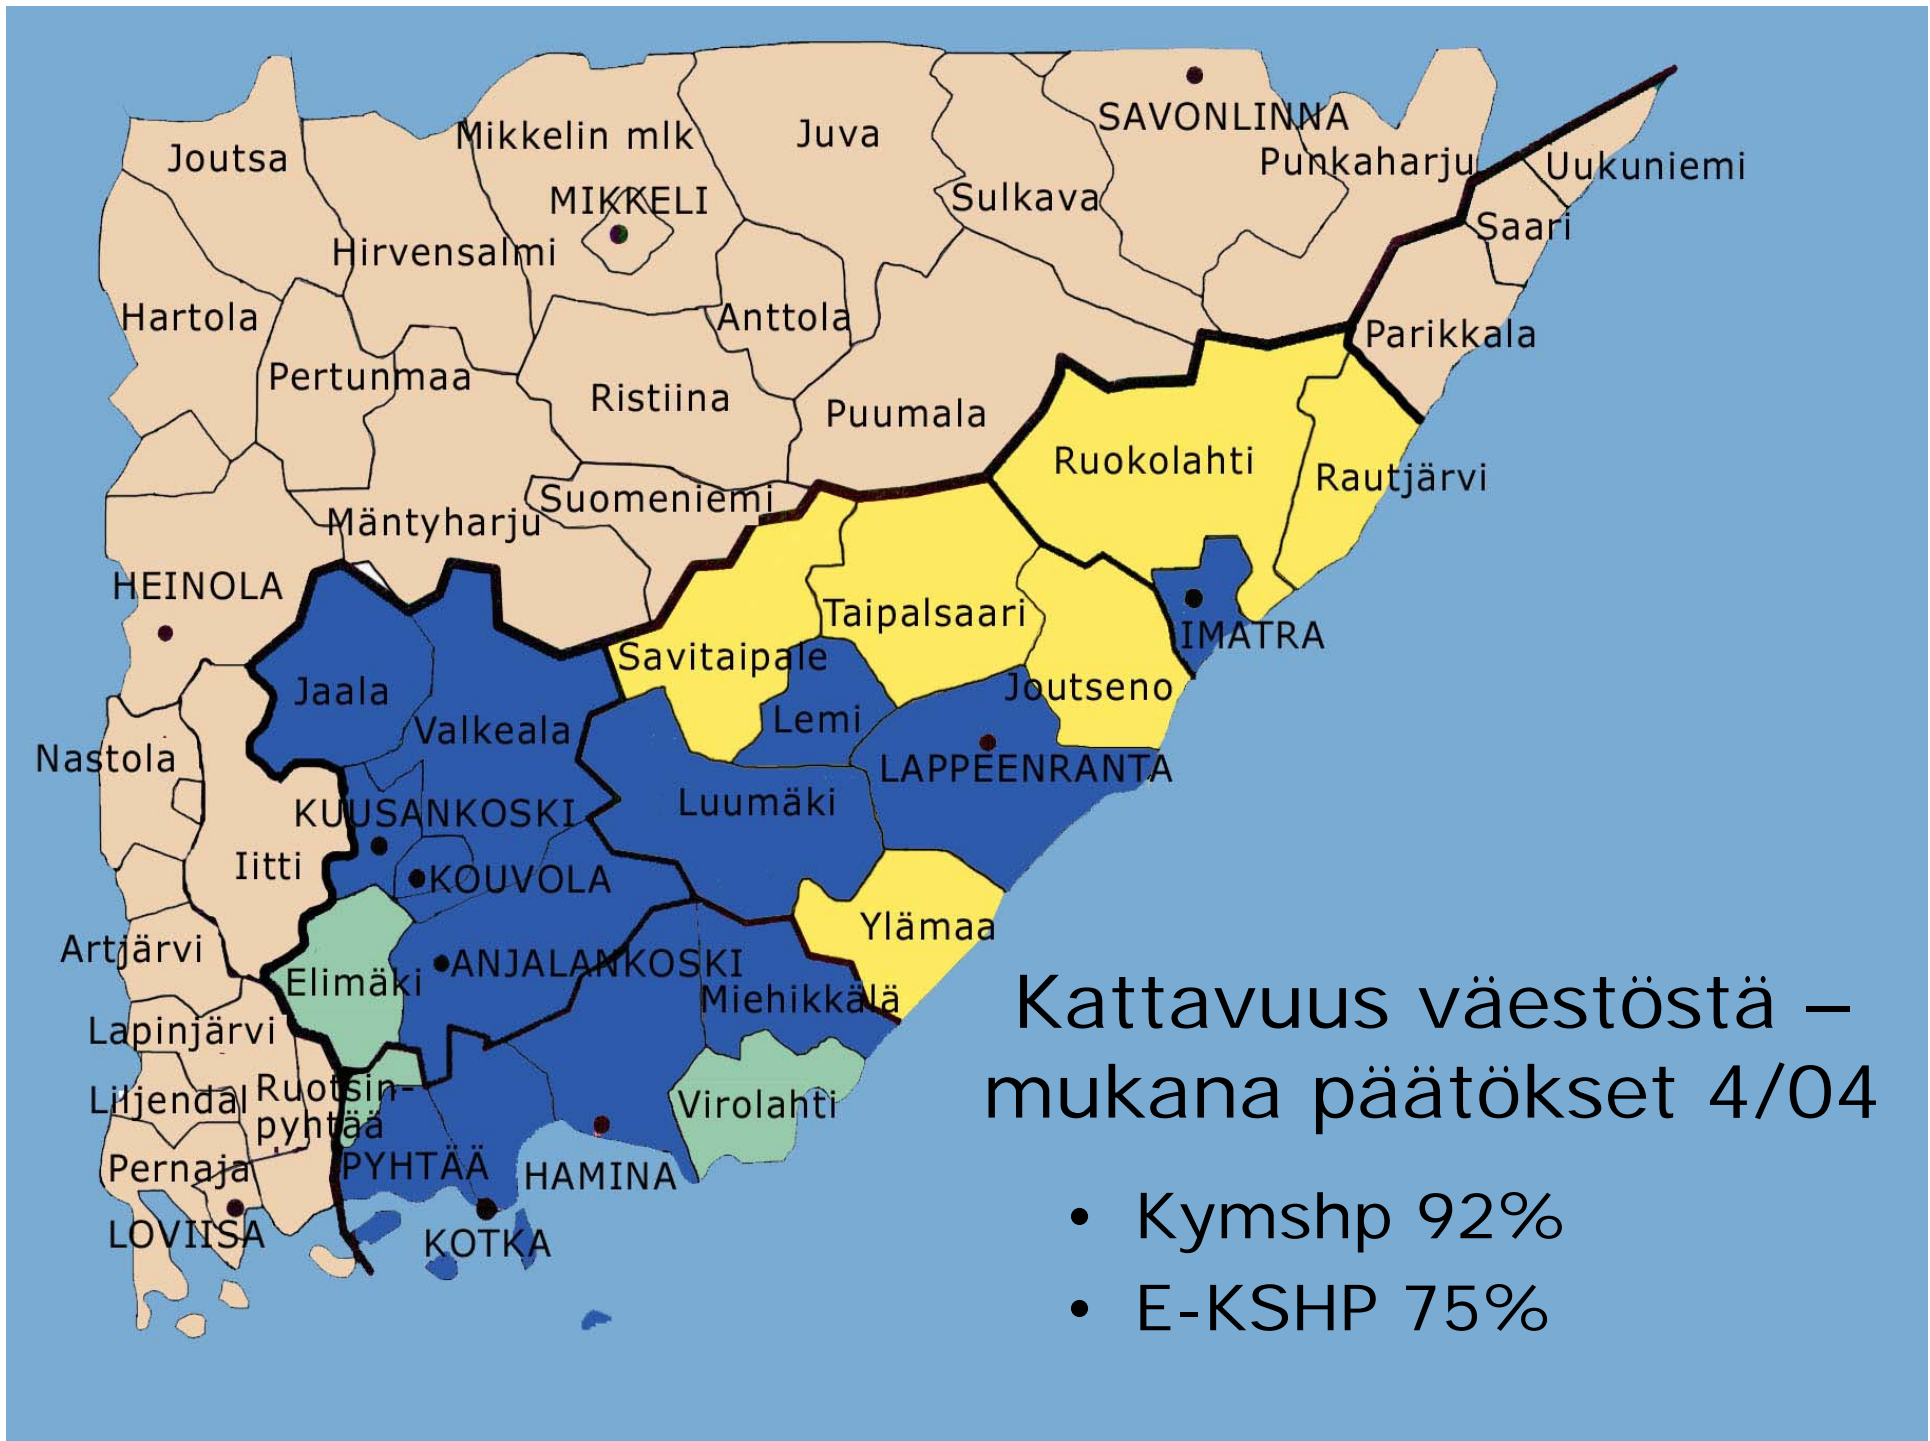 SAVONLINNA
Joutsa
Mikkelin mlk
Juva
Punkaharju
Uukuniemi
MIKKELI
Sulkava
Saari
Hirvensalmi
Hartola
Anttola
Parikkala
Pertunmaa
Ristiina
Puumala
Ruokolahti
Rautjärvi
Suomeniemi
Mäntyharju
HEINOLA
Taipalsaari
IMATRA
Savitaipale
Jaala
Joutseno
Valkeala
Lemi
Nastola
LAPPEENRANTA
Luumäki
KUUSANKOSKI
Iitti
KOUVOLA
Ylämaa
Artjärvi
ANJALANKOSKI
Elimäki
Miehikkälä
Lapinjärvi
Liljendal
Ruotsin-
pyhtää
Virolahti
Pernaja
PYHTÄÄ
HAMINA
LOVIISA
KOTKA
Kattavuus väestöstä –
mukana päätökset 4/04
• Kymshp 92%
• E-KSHP 75%